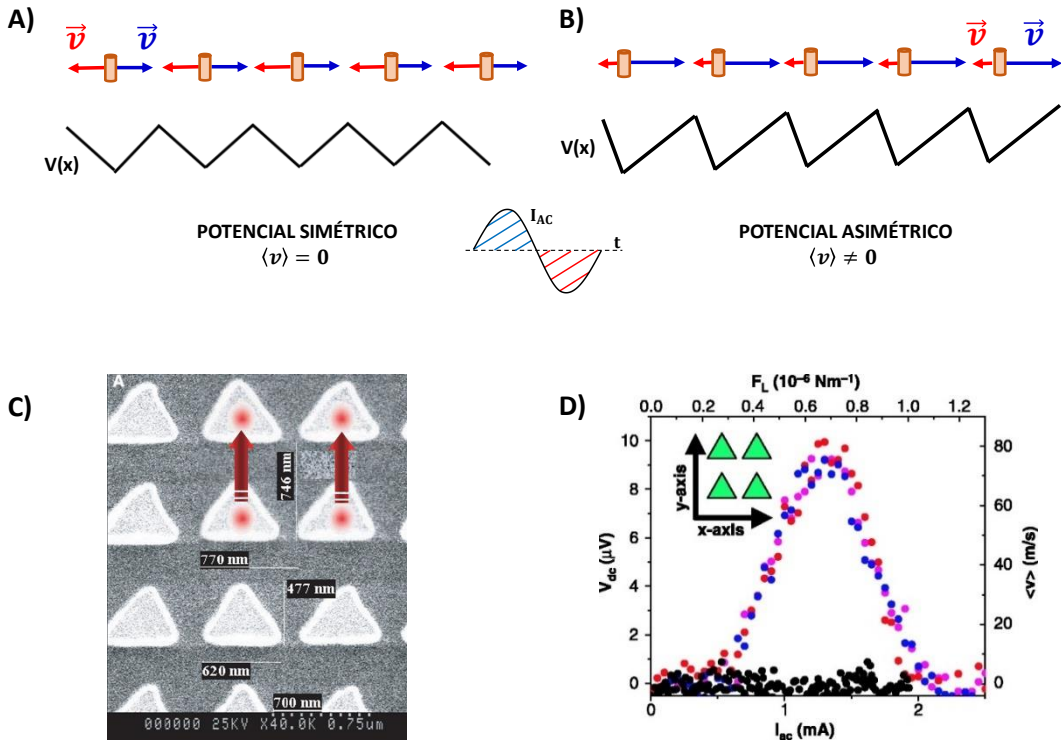 A)
B)
v
v
v
v
V(x)
V(x)
I_AC
t
POTENCIAL SIMÉTRICO
⟨v⟩ = 0
POTENCIAL ASIMÉTRICO
⟨v⟩ ≠ 0
C)
A
746 nm
770 nm
477 nm
620 nm
700 nm
000000 25KV X40.0K 0.75um
D)
F_L (10⁻⁶ Nm⁻¹)
0.0 0.2 0.4 0.6 0.8 1.0 1.2
10
8
6
4
2
0
V_dc (µV)
80
60
40
20
0
<v> (m/s)
y-axis
x-axis
0 1 2
I_ac (mA)